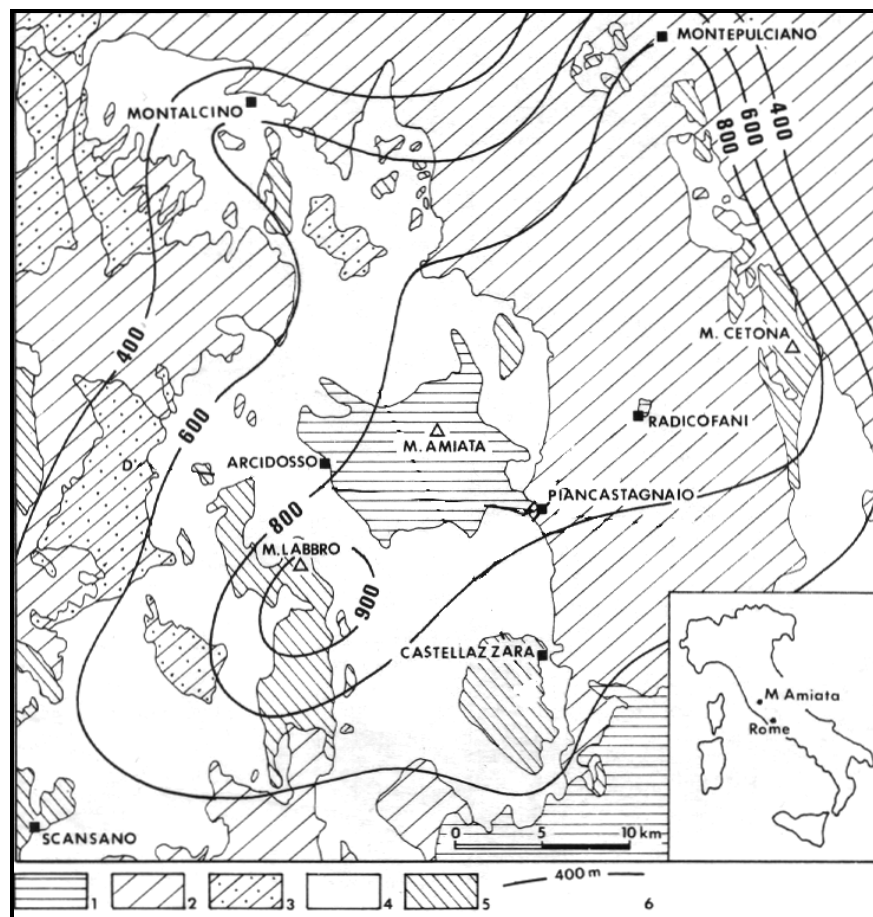 MONTEPULCIANO
MONTALCINO
400
600
800
M. CETONA
400
600
RADICOFANI
M. AMIATA
ARCIDOSSO
D'
PIANCASTAGNAIO
800
M. LABBRO
900
CASTELLAZZARA
M Amiata
Rome
SCANSANO
0 5 10 km
400 m
1 2 3 4 5 6